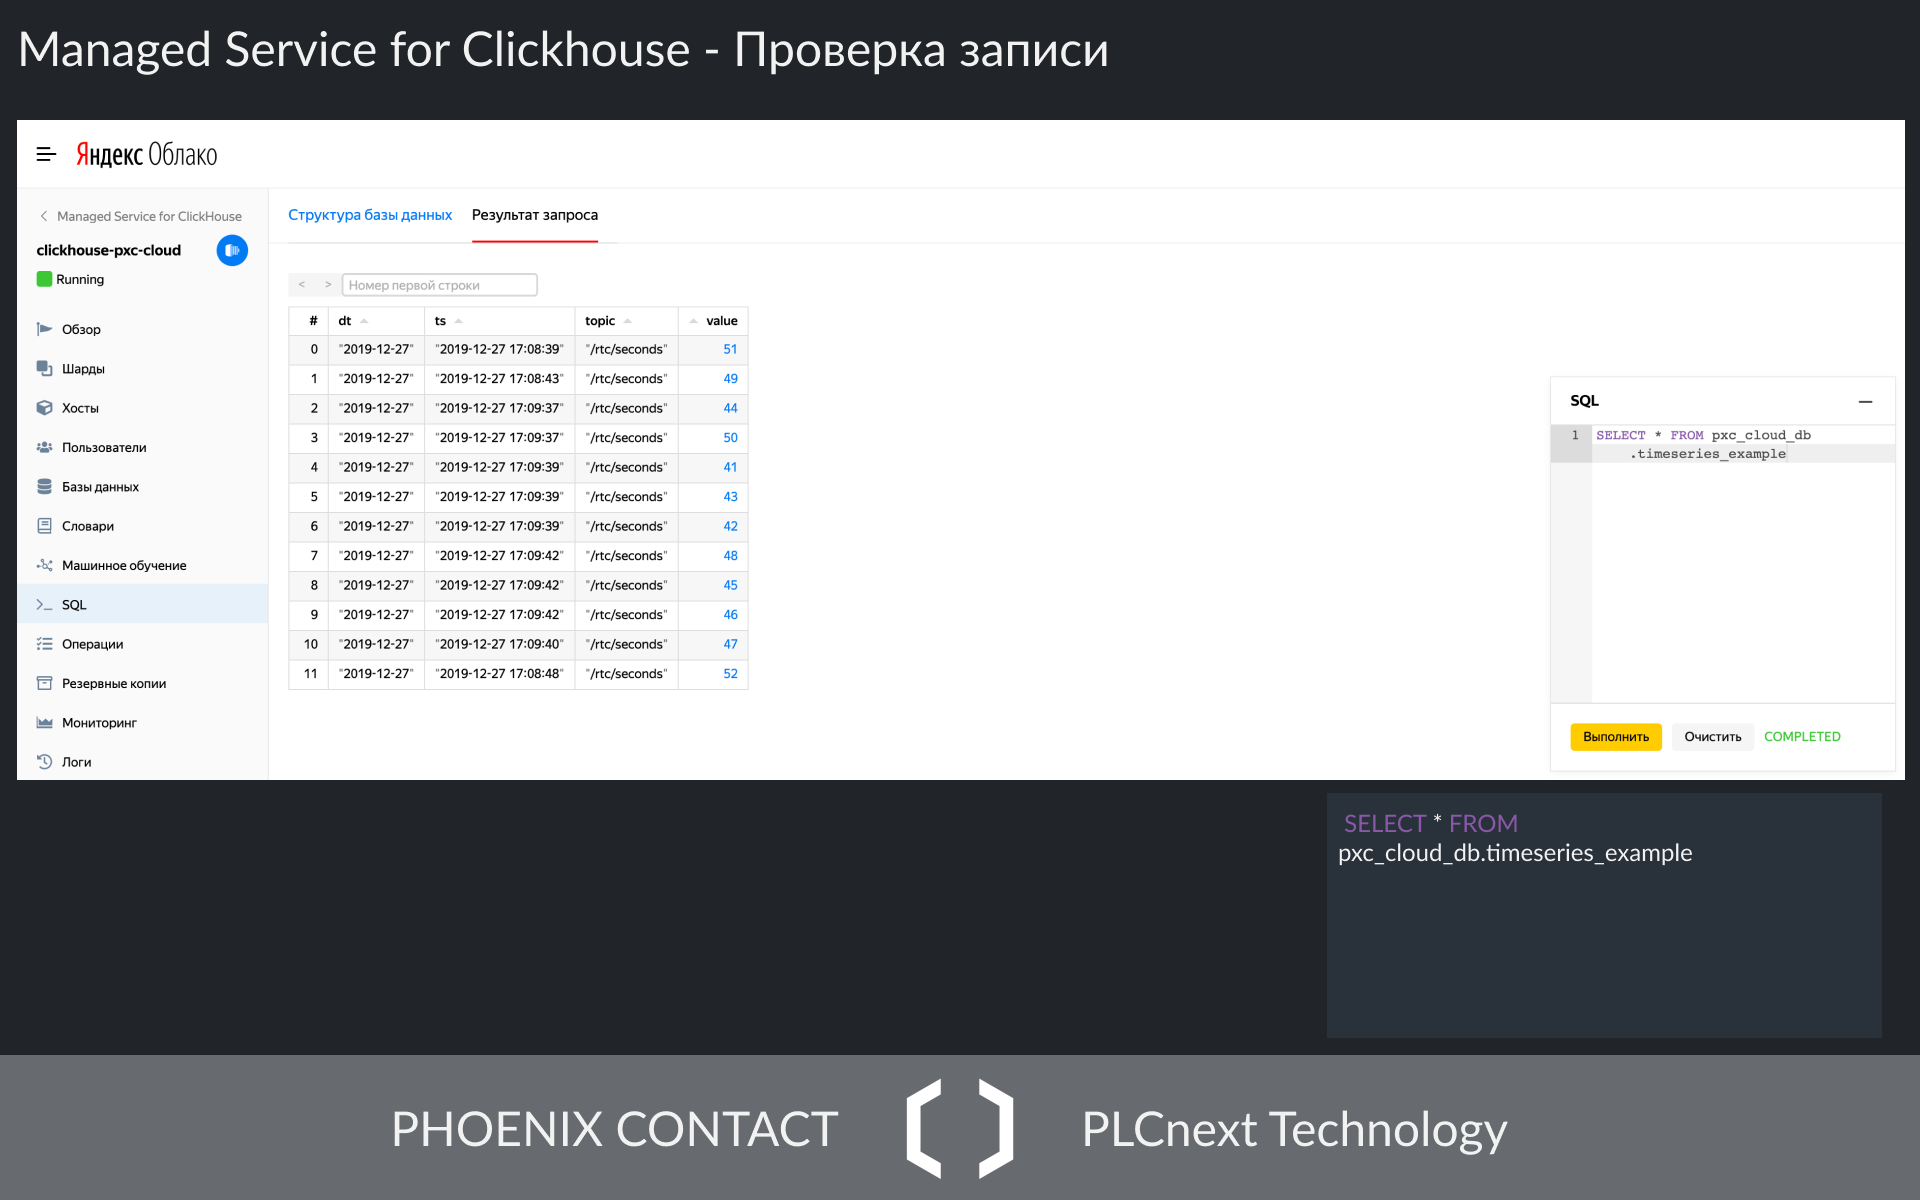 Managed Service for Clickhouse - Проверка записи
Яндекс Облако
Managed Service for ClickHouse
clickhouse-pxc-cloud
Running
Обзор
Шарды
Хосты
Пользователи
Базы данных
Словари
Машинное обучение
SQL
Операции
Резервные копии
Мониторинг
Логи
Структура базы данных Результат запроса
< > Номер первой строки
# dt ts topic value
0 "2019-12-27" "2019-12-27 17:08:39" "/rtc/seconds" 51
1 "2019-12-27" "2019-12-27 17:08:43" "/rtc/seconds" 49
2 "2019-12-27" "2019-12-27 17:09:37" "/rtc/seconds" 44
3 "2019-12-27" "2019-12-27 17:09:37" "/rtc/seconds" 50
4 "2019-12-27" "2019-12-27 17:09:39" "/rtc/seconds" 41
5 "2019-12-27" "2019-12-27 17:09:39" "/rtc/seconds" 43
6 "2019-12-27" "2019-12-27 17:09:39" "/rtc/seconds" 42
7 "2019-12-27" "2019-12-27 17:09:42" "/rtc/seconds" 48
8 "2019-12-27" "2019-12-27 17:09:42" "/rtc/seconds" 45
9 "2019-12-27" "2019-12-27 17:09:42" "/rtc/seconds" 46
10 "2019-12-27" "2019-12-27 17:09:40" "/rtc/seconds" 47
11 "2019-12-27" "2019-12-27 17:08:48" "/rtc/seconds" 52
SQL
1 SELECT * FROM pxc_cloud_db
.timeseries_example
Выполнить Очистить COMPLETED
SELECT * FROM
pxc_cloud_db.timeseries_example
PHOENIX CONTACT PLCnext Technology